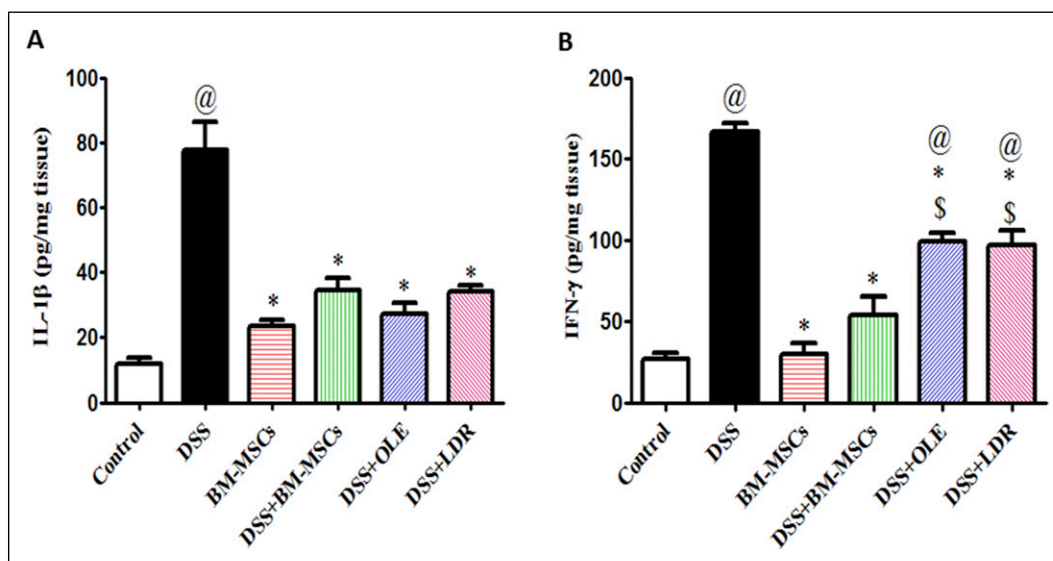 A
IL-1β (pg/mg tissue)
100
80
60
40
20
0
@
*
*
*
*
Control
DSS
BM-MSCs
DSS+BM-MSCs
DSS+OLE
DSS+LDR
B
IFN-γ (pg/mg tissue)
200
150
100
50
0
@
*
*
@
*
$
@
*
$
Control
DSS
BM-MSCs
DSS+BM-MSCs
DSS+OLE
DSS+LDR